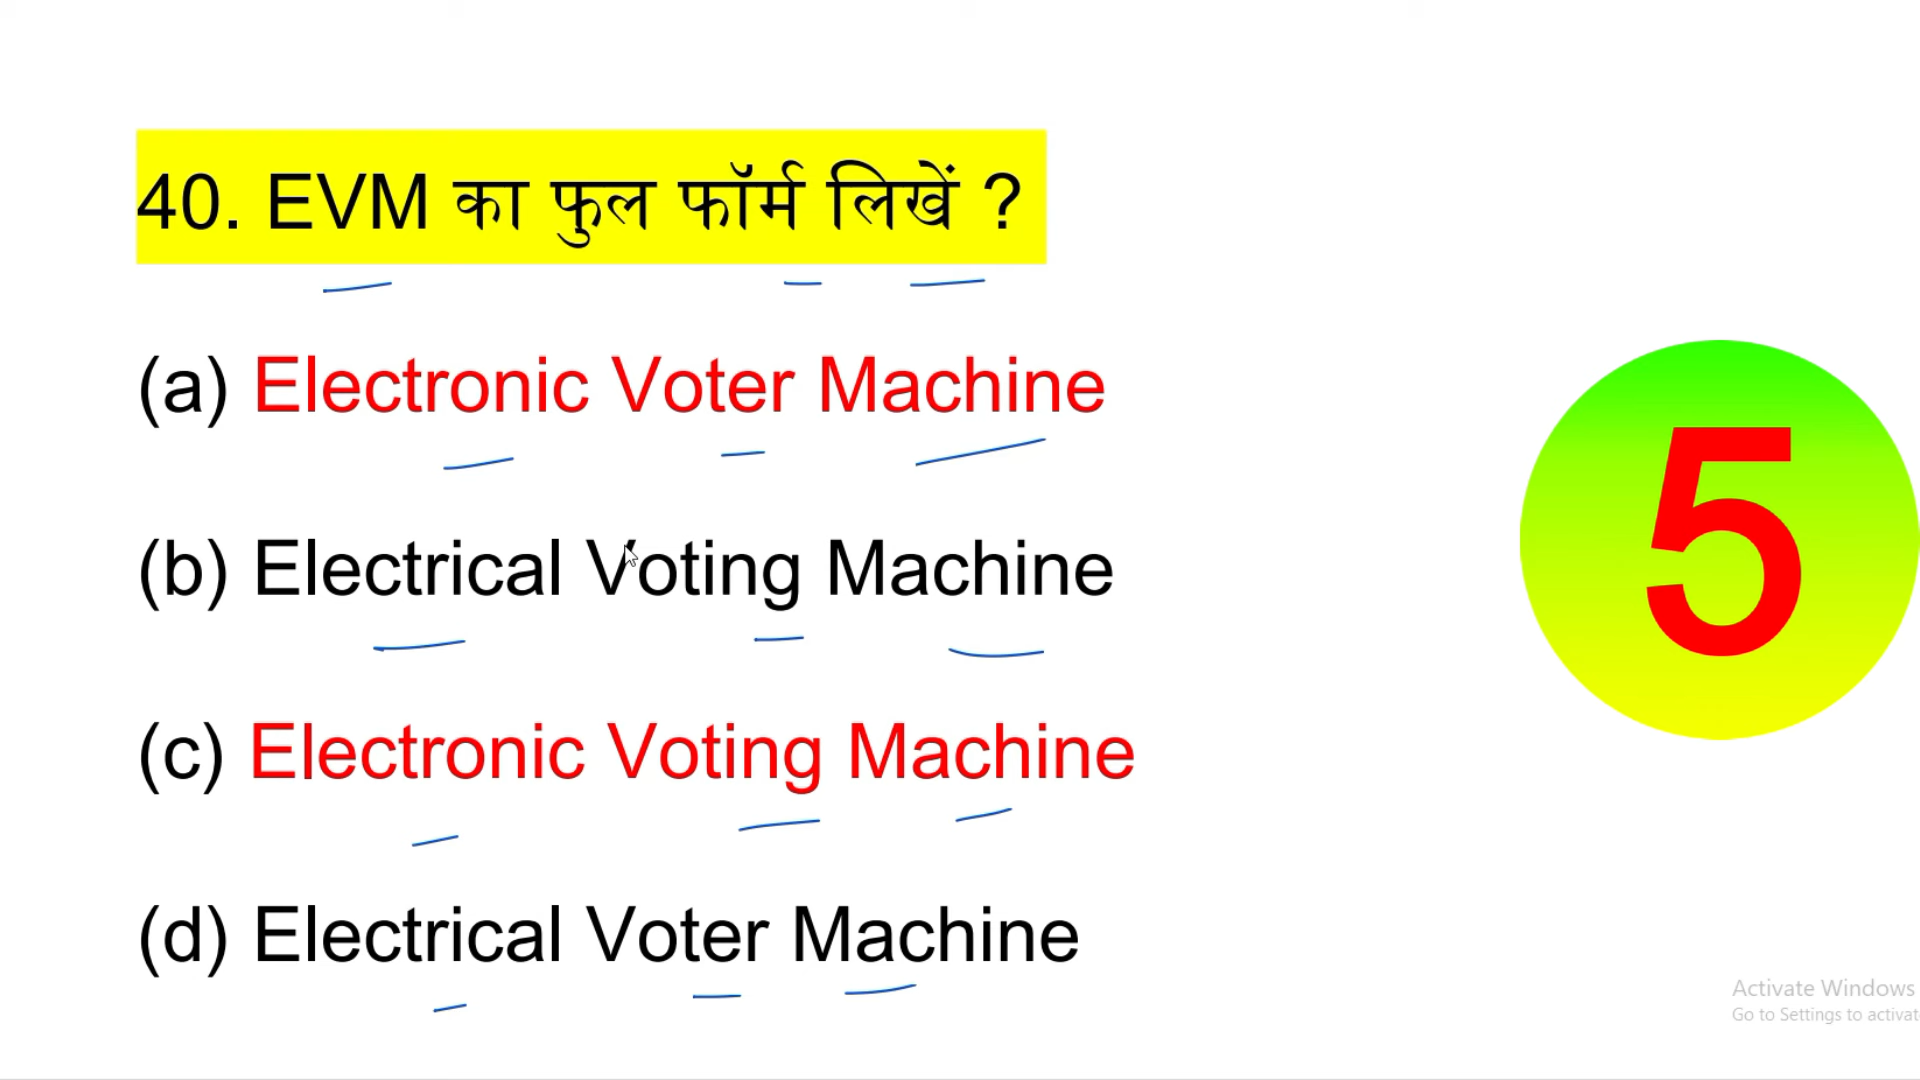 40. EVM का फुल फॉर्म लिखें ?
(a) Electronic Voter Machine
(b) Electrical Voting Machine
5
(c) Electronic Voting Machine
(d) Electrical Voter Machine
Activate Windows
Go to Settings to activat